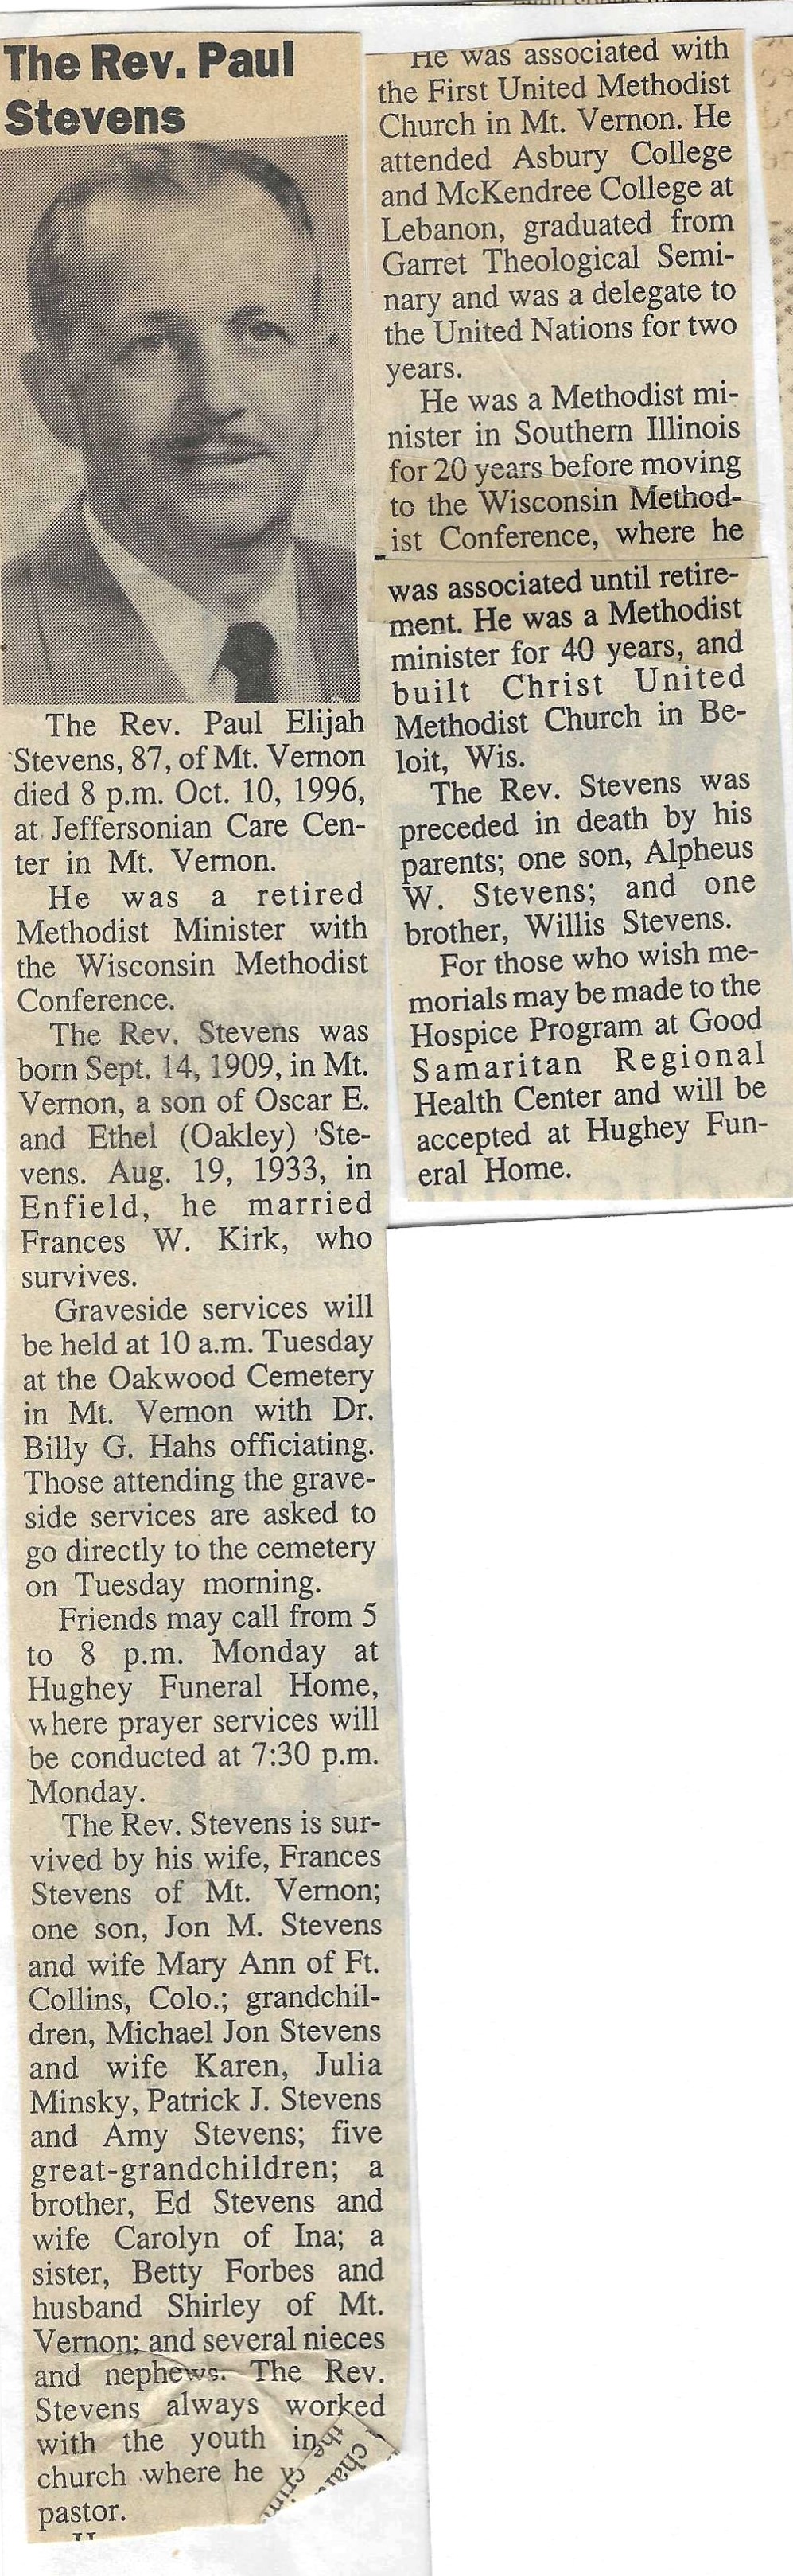 The Rev. Paul
Stevens
The Rev. Paul Elijah
Stevens, 87, of Mt. Vernon
died 8 p.m. Oct. 10, 1996,
at Jeffersonian Care Cen-
ter in Mt. Vernon.
He was a retired
Methodist Minister with
the Wisconsin Methodist
Conference.
The Rev. Stevens was
born Sept. 14, 1909, in Mt.
Vernon, a son of Oscar E.
and Ethel (Oakley) Ste-
vens. Aug. 19, 1933, in
Enfield, he married
Frances W. Kirk, who
survives.
Graveside services will
be held at 10 a.m. Tuesday
at the Oakwood Cemetery
in Mt. Vernon with Dr.
Billy G. Hahs officiating.
Those attending the grave-
side services are asked to
go directly to the cemetery
on Tuesday morning.
Friends may call from 5
to 8 p.m. Monday at
Hughey Funeral Home,
where prayer services will
be conducted at 7:30 p.m.
Monday.
The Rev. Stevens is sur-
vived by his wife, Frances
Stevens of Mt. Vernon;
one son, Jon M. Stevens
and wife Mary Ann of Ft.
Collins, Colo.; grandchil-
dren, Michael Jon Stevens
and wife Karen, Julia
Minsky, Patrick J. Stevens
and Amy Stevens; five
great-grandchildren; a
brother, Ed Stevens and
wife Carolyn of Ina; a
sister, Betty Forbes and
husband Shirley of Mt.
Vernon; and several nieces
and nephews. The Rev.
Stevens always worked
with the youth in
church where he
pastor.
He was associated with
the First United Methodist
Church in Mt. Vernon. He
attended Asbury College
and McKendree College at
Lebanon, graduated from
Garret Theological Semi-
nary and was a delegate to
the United Nations for two
years.
He was a Methodist mi-
nister in Southern Illinois
for 20 years before moving
to the Wisconsin Method-
ist Conference, where he
was associated until retire-
ment. He was a Methodist
minister for 40 years, and
built Christ United
Methodist Church in Be-
loit, Wis.
The Rev. Stevens was
preceded in death by his
parents; one son, Alpheus
W. Stevens; and one
brother, Willis Stevens.
For those who wish me-
morials may be made to the
Hospice Program at Good
Samaritan Regional
Health Center and will be
accepted at Hughey Fun-
eral Home.